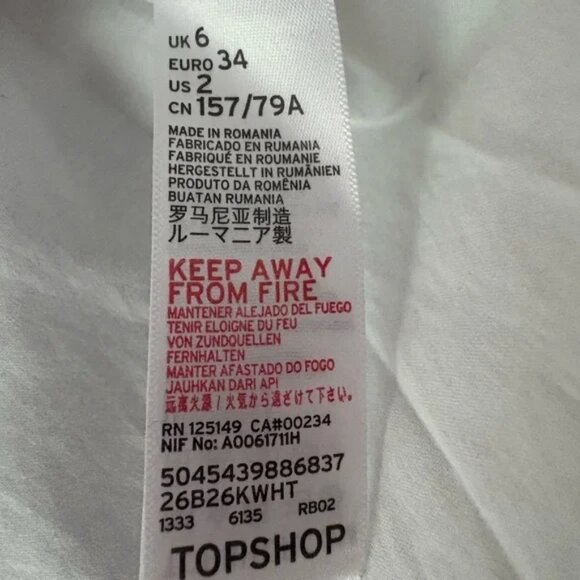 UK 6
EURO 34
US 2
CN 157/79A
MADE IN ROMANIA
FABRICADO EN RUMANIA
FABRIQUÉ EN ROUMANIE
HERGESTELLT IN RUMÄNIEN
PRODUTO DA ROMÊNIA
BUATAN RUMANIA
罗马尼亚制造
ルーマニア製
KEEP AWAY
FROM FIRE
MANTENER ALEJADO DEL FUEGO
TENIR ELOIGNE DU FEU
VON ZUNDQUELLEN
FERNHALTEN
MANTER AFASTADO DO FOGO
JAUHKAN DARI API
远离火源 / 火気から遠ざけて下さい。
RN 125149 CA#00234
NIF No: A0061711H
5045439886837
26B26KWHT
1333 6135 RB02
TOPSHOP